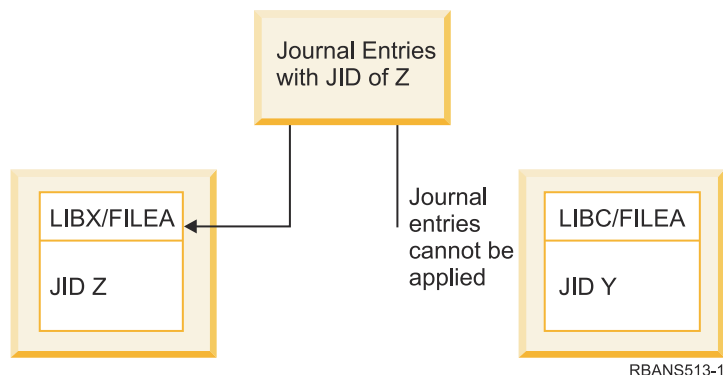 Journal Entries
with JID of Z
LIBX/FILEA
JID Z
Journal
entries
cannot be
applied
LIBC/FILEA
JID Y
RBANS513-1